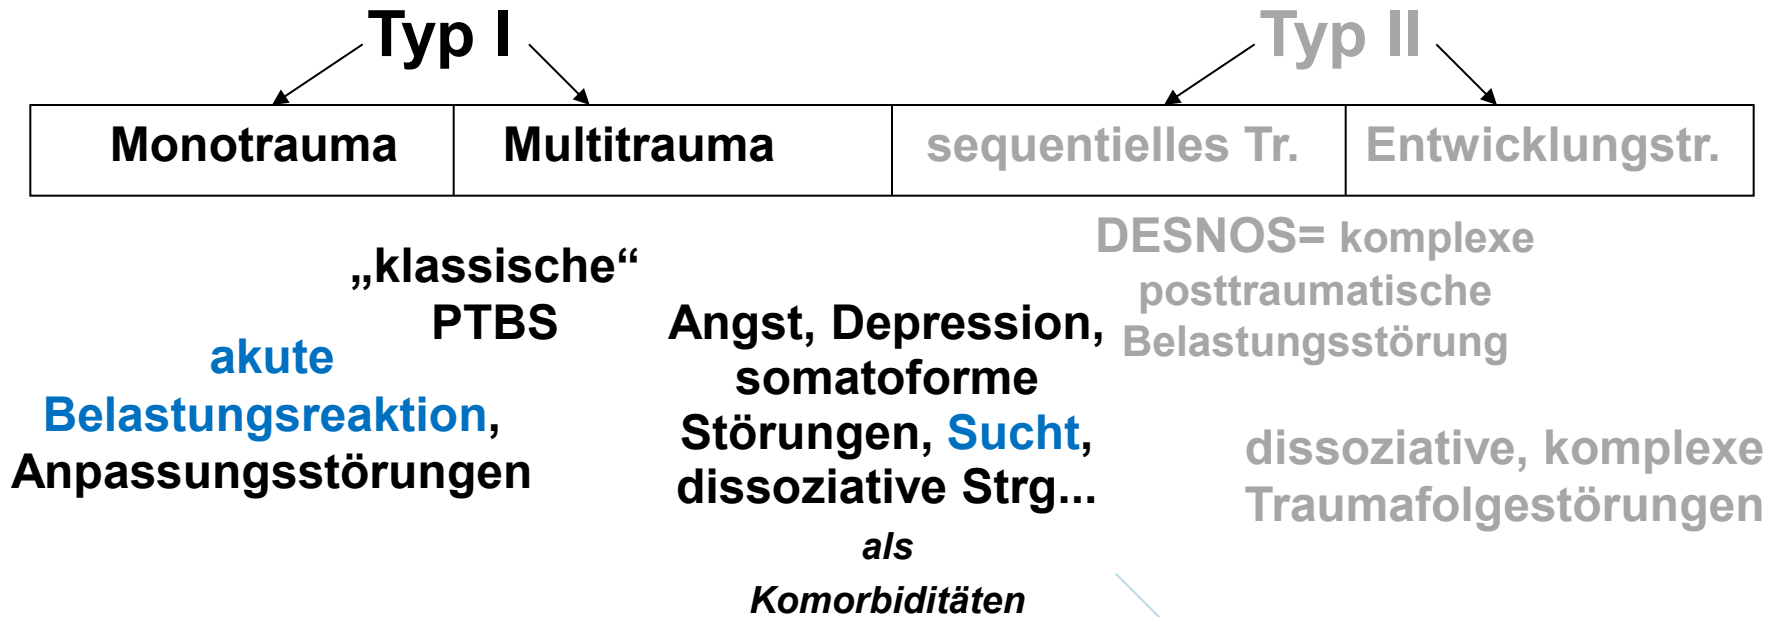 Typ I
Typ II
Monotrauma
Multitrauma
sequentielles Tr.
Entwicklungstr.
„klassische“
PTBS
akute
Belastungsreaktion,
Anpassungsstörungen
Angst, Depression,
somatoforme
Störungen, Sucht,
dissoziative Strg...
als
Komorbiditäten
DESNOS= komplexe
posttraumatische
Belastungsstörung
dissoziative, komplexe
Traumafolgestörungen